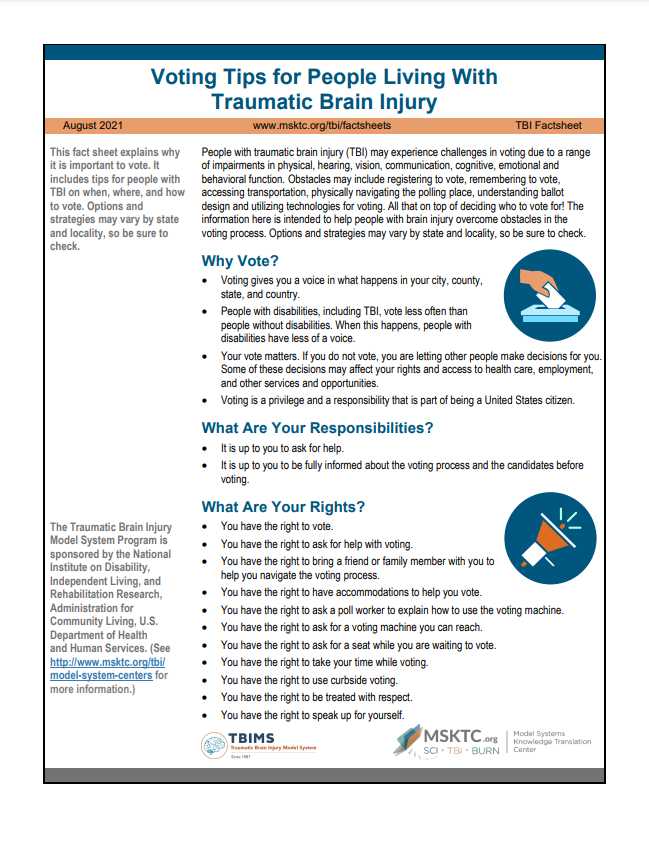 Voting Tips for People Living With
Traumatic Brain Injury
August 2021 www.msktc.org/tbi/factsheets TBI Factsheet
This fact sheet explains why
it is important to vote. It
includes tips for people with
TBI on when, where, and how
to vote. Options and
strategies may vary by state
and locality, so be sure to
check.
People with traumatic brain injury (TBI) may experience challenges in voting due to a range
of impairments in physical, hearing, vision, communication, cognitive, emotional and
behavioral function. Obstacles may include registering to vote, remembering to vote,
accessing transportation, physically navigating the polling place, understanding ballot
design and utilizing technologies for voting. All that on top of deciding who to vote for! The
information here is intended to help people with brain injury overcome obstacles in the
voting process. Options and strategies may vary by state and locality, so be sure to check.
Why Vote?
• Voting gives you a voice in what happens in your city, county,
state, and country.
• People with disabilities, including TBI, vote less often than
people without disabilities. When this happens, people with
disabilities have less of a voice.
• Your vote matters. If you do not vote, you are letting other people make decisions for you.
Some of these decisions may affect your rights and access to health care, employment,
and other services and opportunities.
• Voting is a privilege and a responsibility that is part of being a United States citizen.
What Are Your Responsibilities?
• It is up to you to ask for help.
• It is up to you to be fully informed about the voting process and the candidates before
voting.
What Are Your Rights?
• You have the right to vote.
• You have the right to ask for help with voting.
• You have the right to bring a friend or family member with you to
help you navigate the voting process.
• You have the right to have accommodations to help you vote.
• You have the right to ask a poll worker to explain how to use the voting machine.
• You have the right to ask for a voting machine you can reach.
• You have the right to ask for a seat while you are waiting to vote.
• You have the right to take your time while voting.
• You have the right to use curbside voting.
• You have the right to be treated with respect.
• You have the right to speak up for yourself.
The Traumatic Brain Injury
Model System Program is
sponsored by the National
Institute on Disability,
Independent Living, and
Rehabilitation Research,
Administration for
Community Living, U.S.
Department of Health
and Human Services. (See
http://www.msktc.org/tbi/
model-system-centers for
more information.)
TBIMS
Traumatic Brain Injury Model System
Since 1987
MSKTC.org
SCI • TBI • BURN
Model Systems
Knowledge Translation
Center